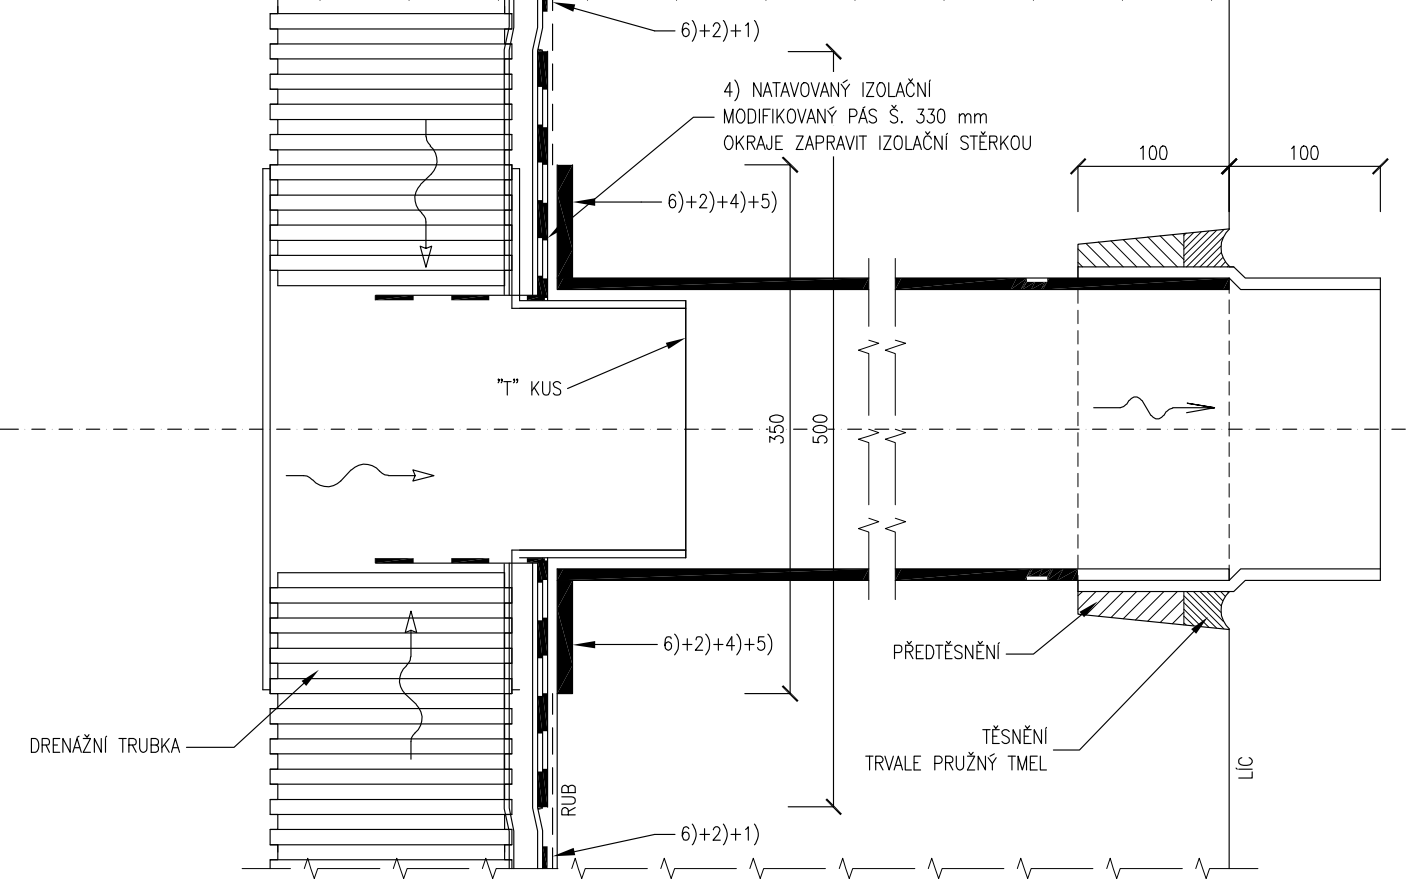 6)+2)+1)
4) NATAVOVANÝ IZOLAČNÍ
MODIFIKOVANÝ PÁS Š. 330 mm
OKRAJE ZAPRAVIT IZOLAČNÍ STĚRKOU
100
100
6)+2)+4)+5)
"T" KUS
350
500
6)+2)+4)+5)
PŘEDTĚSNĚNÍ
DRENÁŽNÍ TRUBKA
TĚSNĚNÍ
TRVALE PRUŽNÝ TMEL
LÍC
RUB
6)+2)+1)